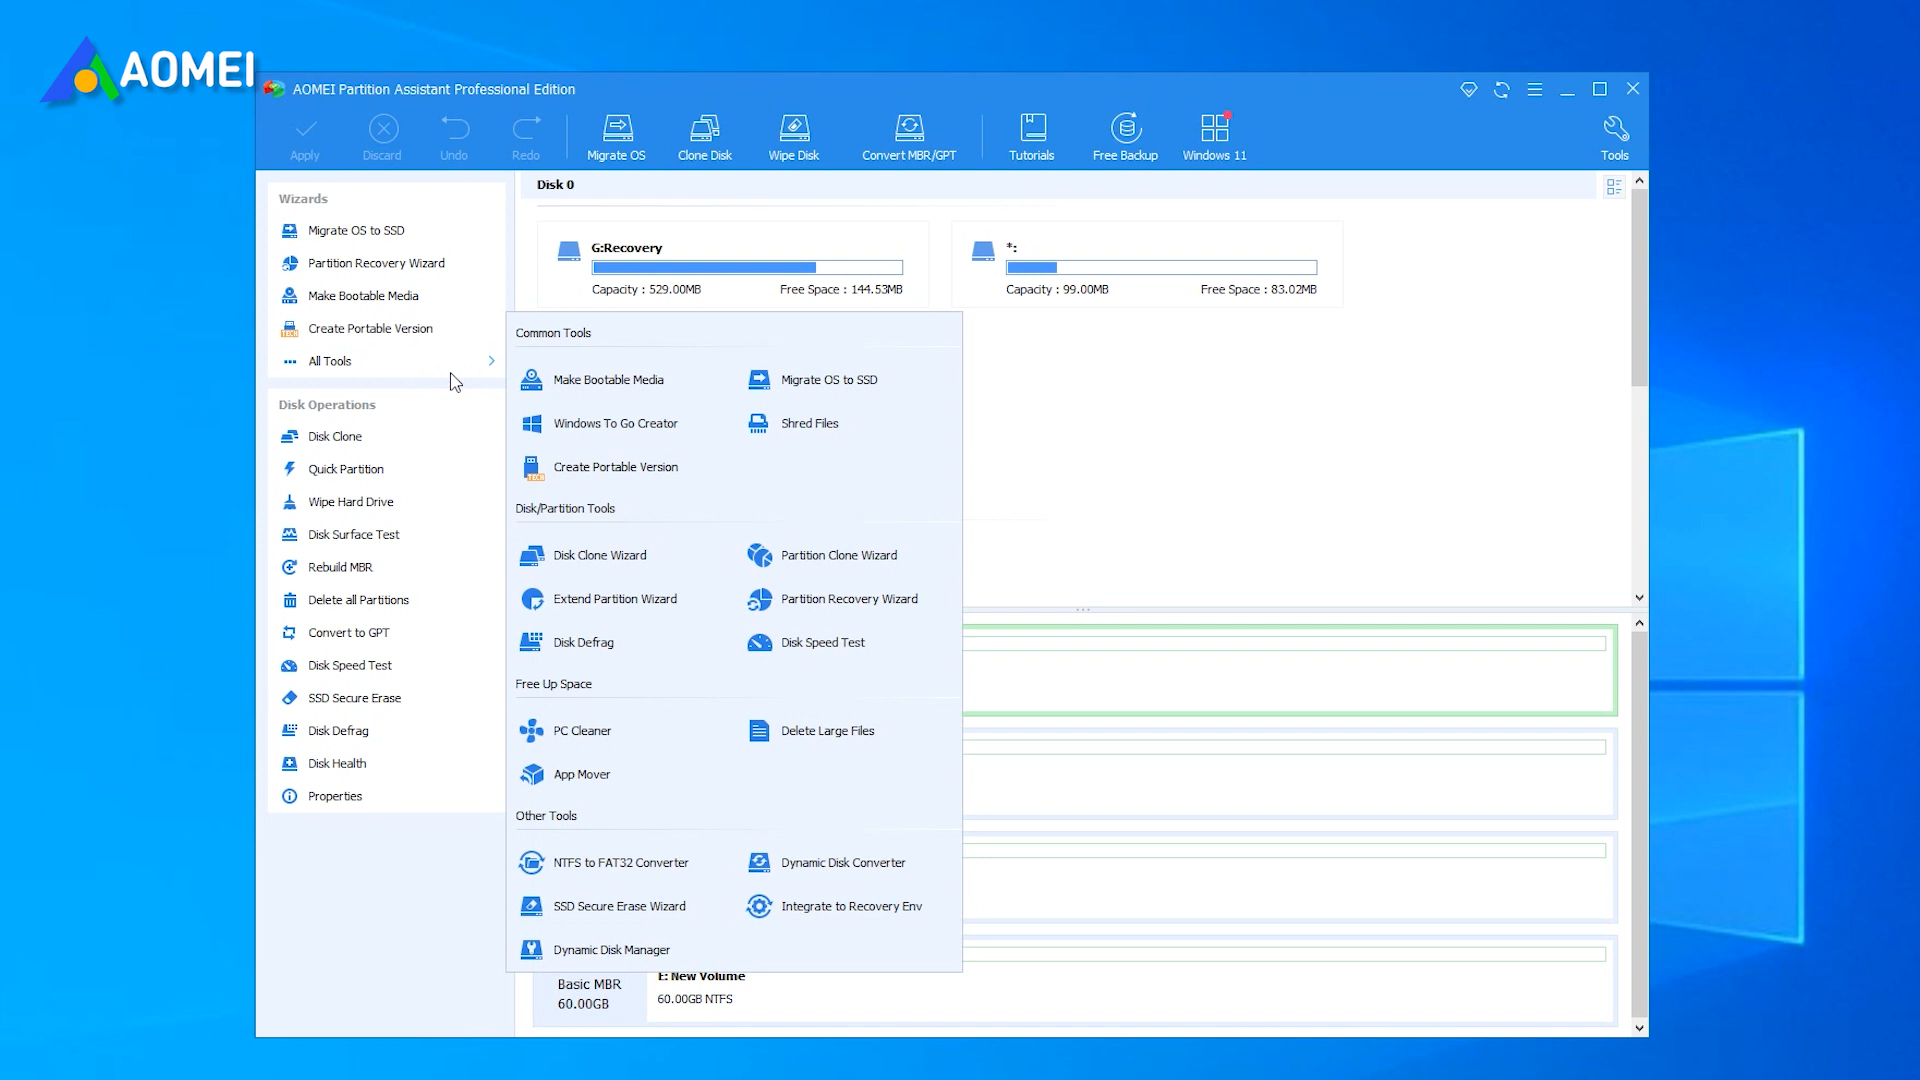 AOMEI
AOMEI Partition Assistant Professional Edition
Apply
Discard
Undo
Redo
Migrate OS
Clone Disk
Wipe Disk
Convert MBR/GPT
Tutorials
Free Backup
Windows 11
Tools
Wizards
Migrate OS to SSD
Partition Recovery Wizard
Make Bootable Media
TECH
Create Portable Version
All Tools
Disk Operations
Disk Clone
Quick Partition
Wipe Hard Drive
Disk Surface Test
Rebuild MBR
Delete all Partitions
Convert to GPT
Disk Speed Test
SSD Secure Erase
Disk Defrag
Disk Health
Properties
Disk 0
G:Recovery
Capacity : 529.00MB
Free Space : 144.53MB
*:
Capacity : 99.00MB
Free Space : 83.02MB
Common Tools
Make Bootable Media
Migrate OS to SSD
Windows To Go Creator
Shred Files
TECH
Create Portable Version
Disk/Partition Tools
Disk Clone Wizard
Partition Clone Wizard
Extend Partition Wizard
Partition Recovery Wizard
Disk Defrag
Disk Speed Test
Free Up Space
PC Cleaner
Delete Large Files
App Mover
Other Tools
NTFS to FAT32 Converter
Dynamic Disk Converter
SSD Secure Erase Wizard
Integrate to Recovery Env
Dynamic Disk Manager
Basic MBR
60.00GB
E: New Volume
60.00GB NTFS